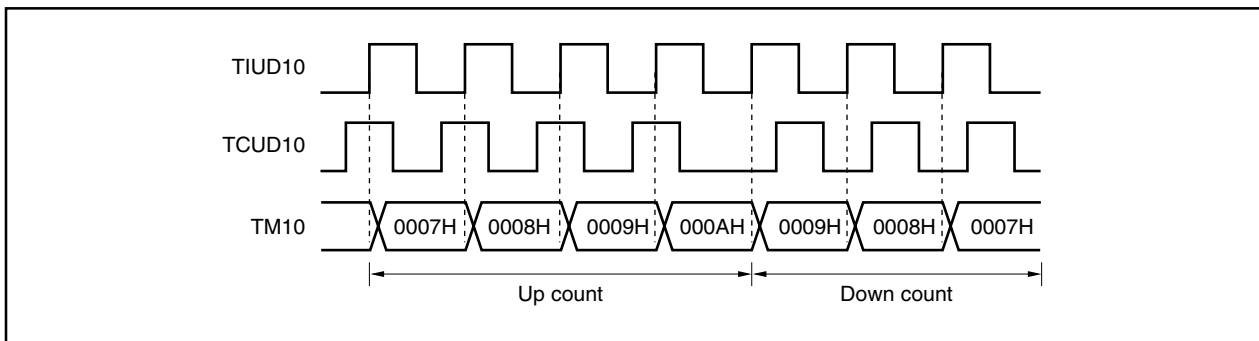 TIUD10
TCUD10
TM10
0007H 0008H 0009H 000AH 0009H 0008H 0007H
Up count Down count